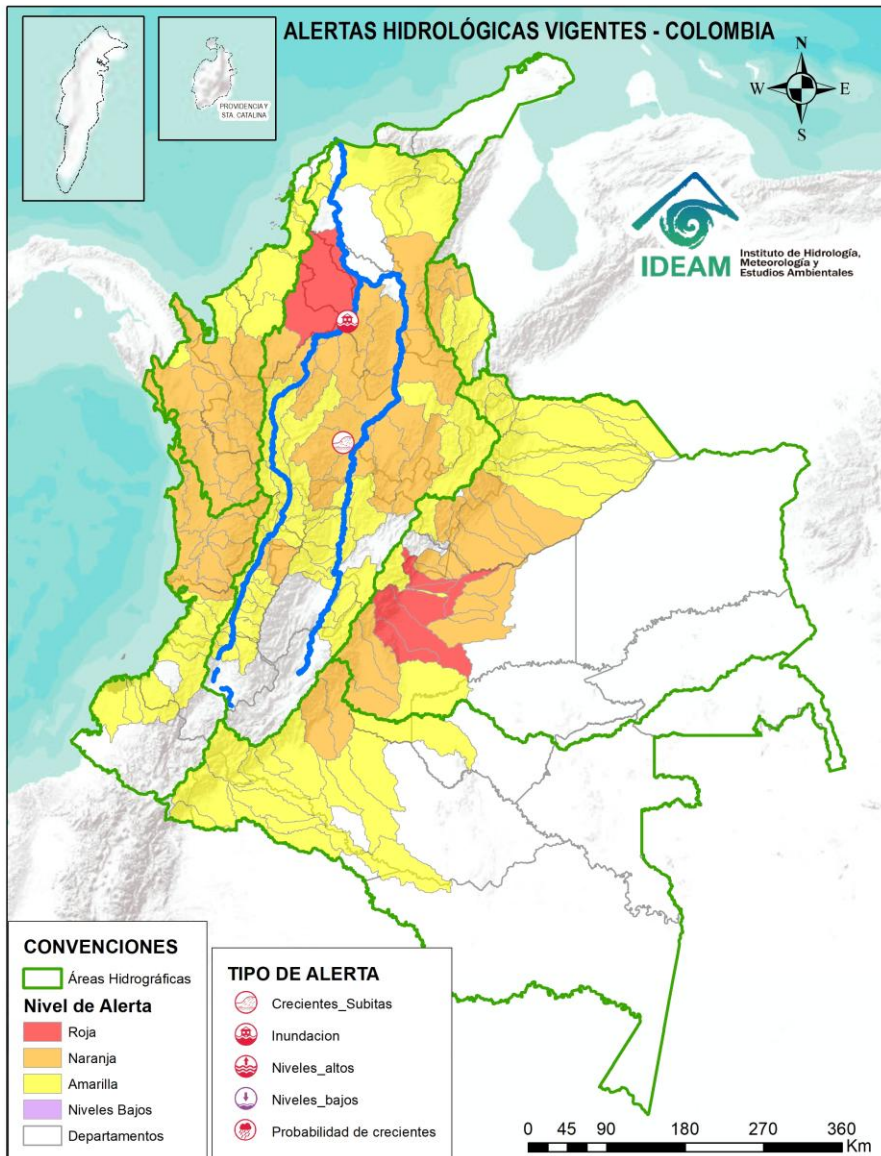 ALERTAS HIDROLÓGICAS VIGENTES - COLOMBIA
PROVIDENCIA Y
STA. CATALINA
N
W
E
S
IDEAM
Instituto de Hidrología,
Meteorología y
Estudios Ambientales
CONVENCIONES
Áreas Hidrográficas
Nivel de Alerta
Roja
Naranja
Amarilla
Niveles Bajos
Departamentos
TIPO DE ALERTA
Crecientes_Subitas
Inundacion
Niveles_altos
Niveles_bajos
Probabilidad de crecientes
0 45 90 180 270 360
Km